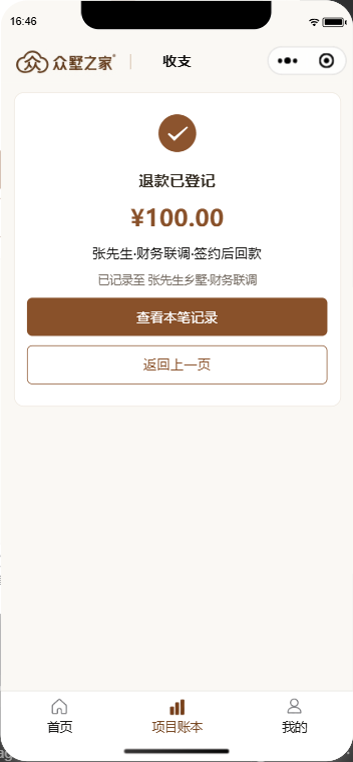 16:46
众墅之家
收支
退款已登记
¥100.00
张先生·财务联调·签约后回款
已记录至 张先生乡墅·财务联调
查看本笔记录
返回上一页
首页
项目账本
我的